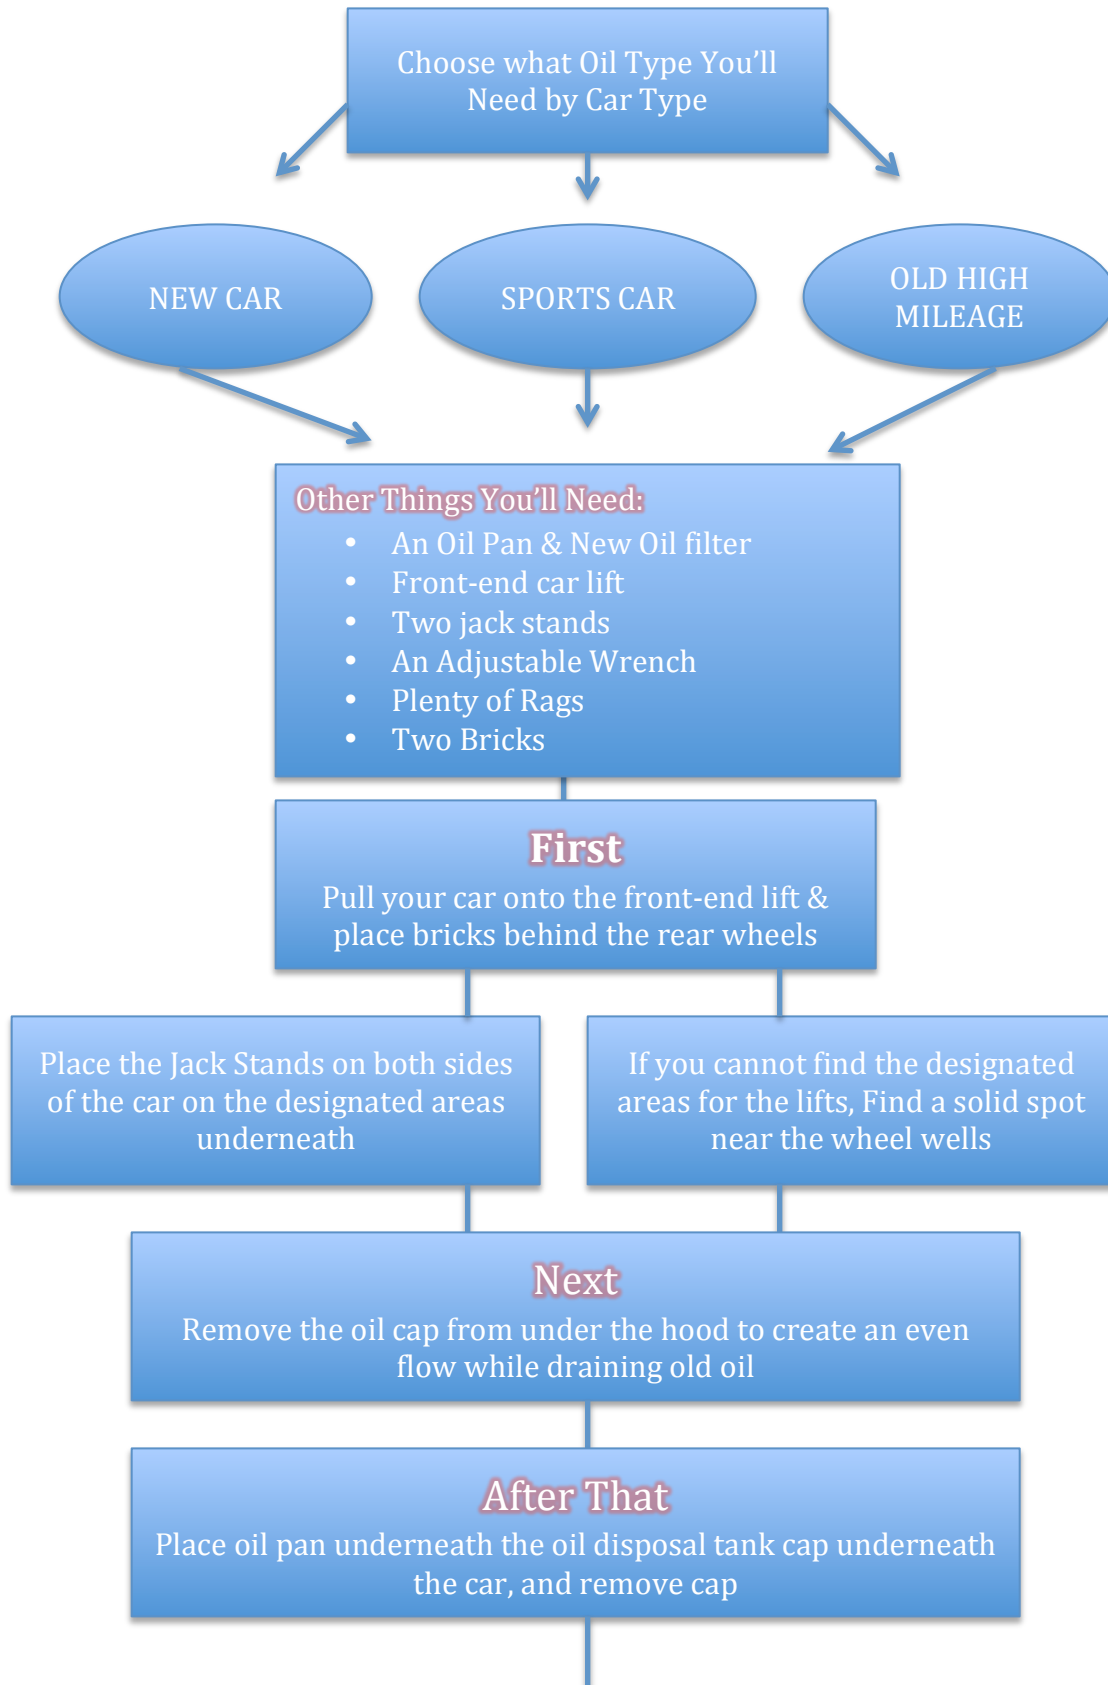 Choose what Oil Type You’ll
Need by Car Type
NEW CAR
SPORTS CAR
OLD HIGH
MILEAGE
Other Things You’ll Need:
• An Oil Pan & New Oil filter
• Front-end car lift
• Two jack stands
• An Adjustable Wrench
• Plenty of Rags
• Two Bricks
First
Pull your car onto the front-end lift &
place bricks behind the rear wheels
Place the Jack Stands on both sides
of the car on the designated areas
underneath
If you cannot find the designated
areas for the lifts, Find a solid spot
near the wheel wells
Next
Remove the oil cap from under the hood to create an even
flow while draining old oil
After That
Place oil pan underneath the oil disposal tank cap underneath
the car, and remove cap